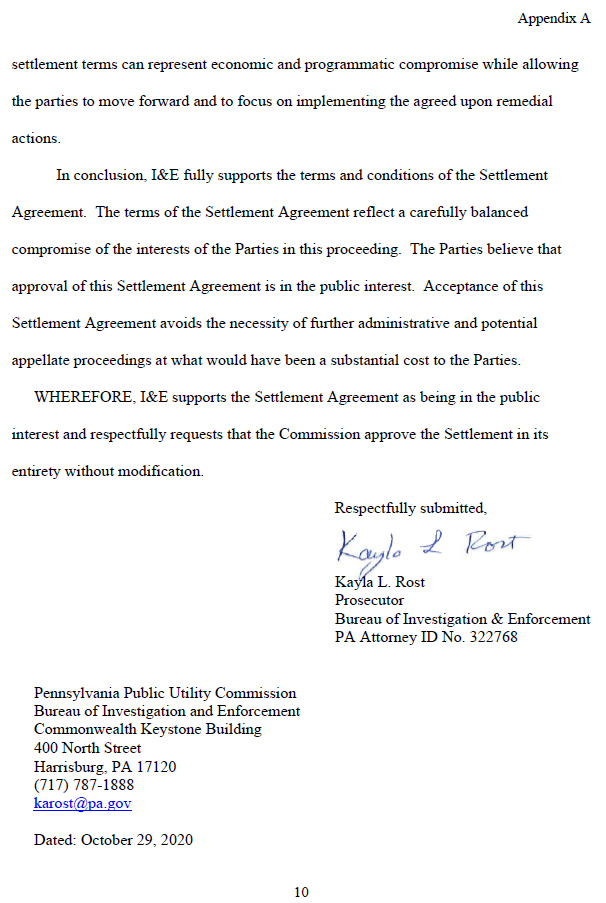 Appendix A
settlement terms can represent economic and programmatic compromise while allowing
the parties to move forward and to focus on implementing the agreed upon remedial
actions.
In conclusion, I&E fully supports the terms and conditions of the Settlement
Agreement.  The terms of the Settlement Agreement reflect a carefully balanced
compromise of the interests of the Parties in this proceeding.  The Parties believe that
approval of this Settlement Agreement is in the public interest.  Acceptance of this
Settlement Agreement avoids the necessity of further administrative and potential
appellate proceedings at what would have been a substantial cost to the Parties.
WHEREFORE, I&E supports the Settlement Agreement as being in the public
interest and respectfully requests that the Commission approve the Settlement in its
entirety without modification.
Respectfully submitted,
Kayla L Rost
Kayla L. Rost
Prosecutor
Bureau of Investigation & Enforcement
PA Attorney ID No. 322768
Pennsylvania Public Utility Commission
Bureau of Investigation and Enforcement
Commonwealth Keystone Building
400 North Street
Harrisburg, PA 17120
(717) 787-1888
karost@pa.gov
Dated: October 29, 2020
10